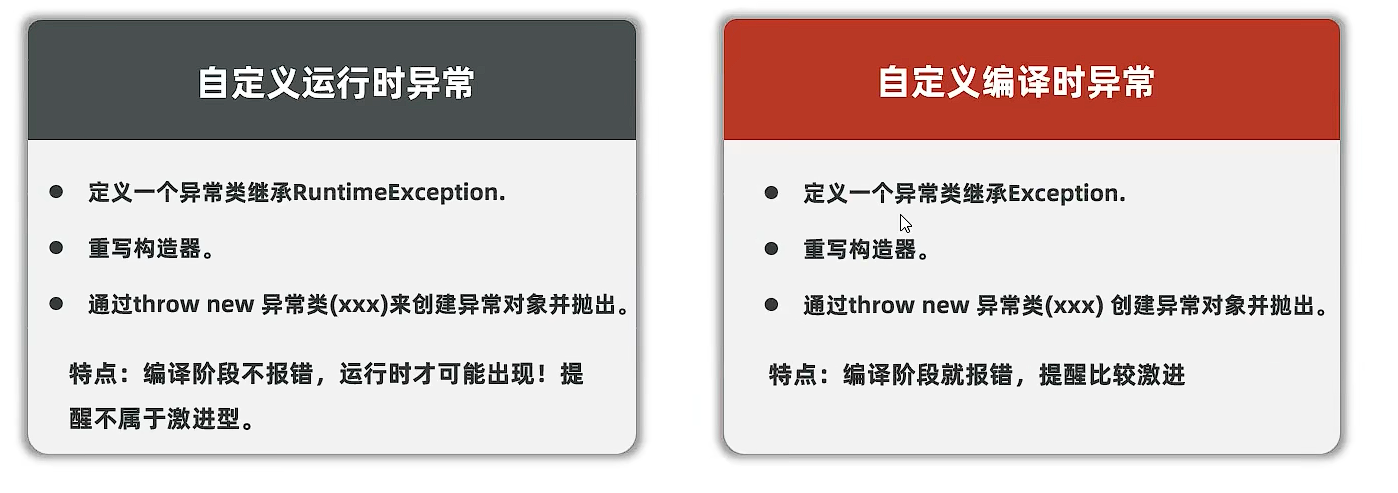 自定义运行时异常
定义一个异常类继承RuntimeException.
重写构造器。
通过throw new 异常类(xxx)来创建异常对象并抛出。
特点：编译阶段不报错，运行时才可能出现！提
醒不属于激进型。
自定义编译时异常
定义一个异常类继承Exception.
重写构造器。
通过throw new 异常类(xxx) 创建异常对象并抛出。
特点：编译阶段就报错，提醒比较激进